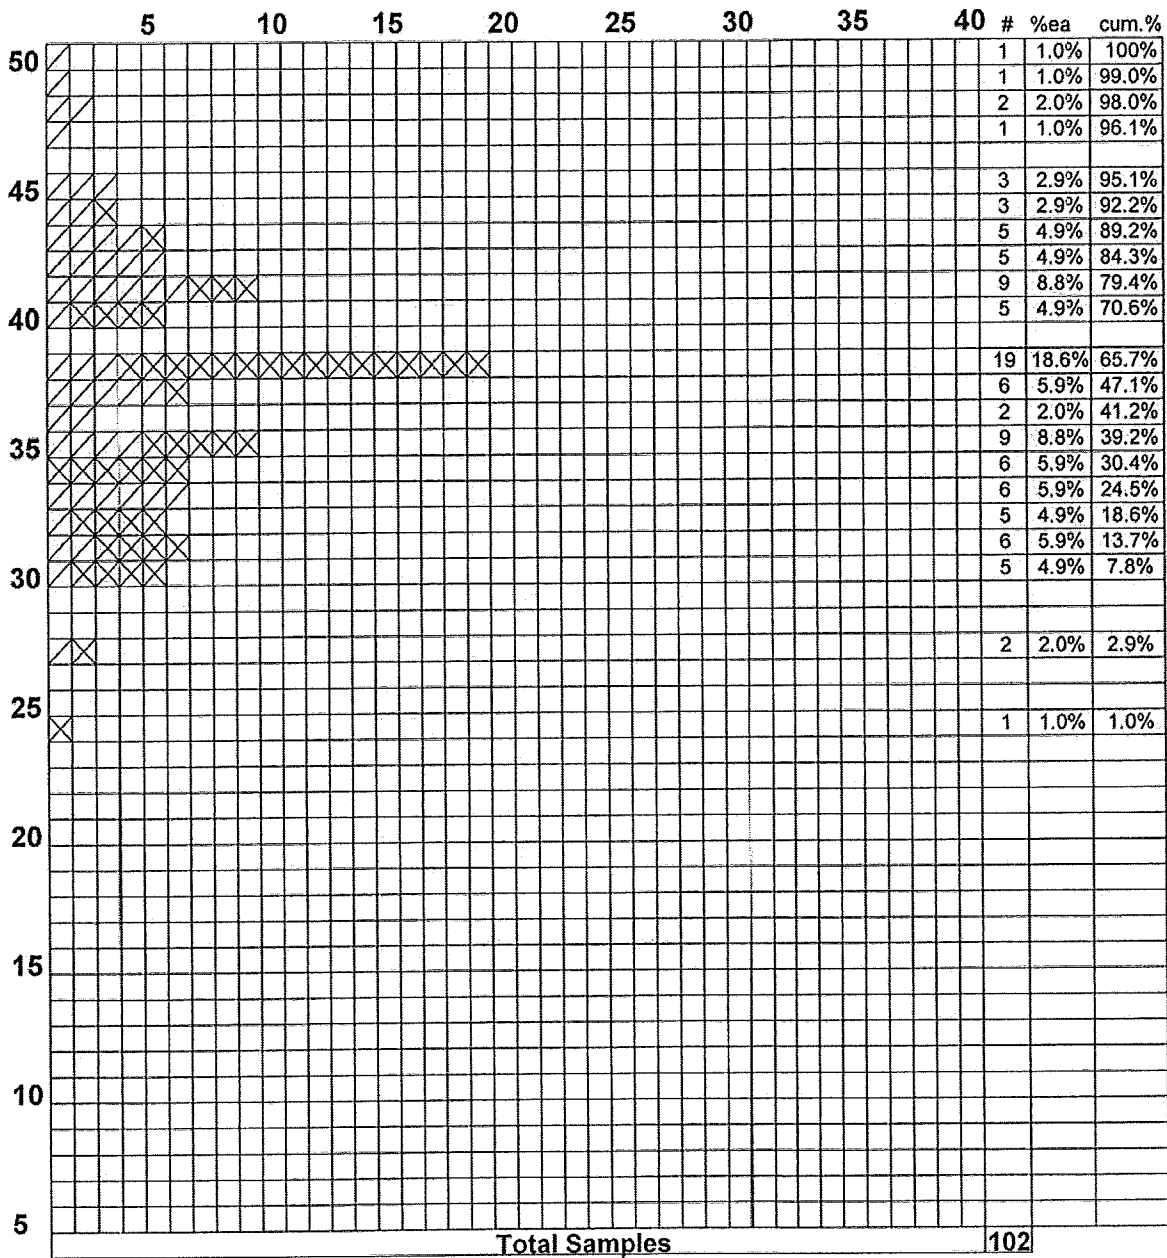 5 10 15 20 25 30 35 40 # %ea cum.%
50 1 1.0% 100%
1 1.0% 99.0%
2 2.0% 98.0%
1 1.0% 96.1%
45 3 2.9% 95.1%
3 2.9% 92.2%
5 4.9% 89.2%
5 4.9% 84.3%
9 8.8% 79.4%
40 5 4.9% 70.6%
19 18.6% 65.7%
6 5.9% 47.1%
2 2.0% 41.2%
35 9 8.8% 39.2%
6 5.9% 30.4%
6 5.9% 24.5%
5 4.9% 18.6%
6 5.9% 13.7%
30 5 4.9% 7.8%
2 2.0% 2.9%
25 1 1.0% 1.0%
20
15
10
5
Total Samples 102